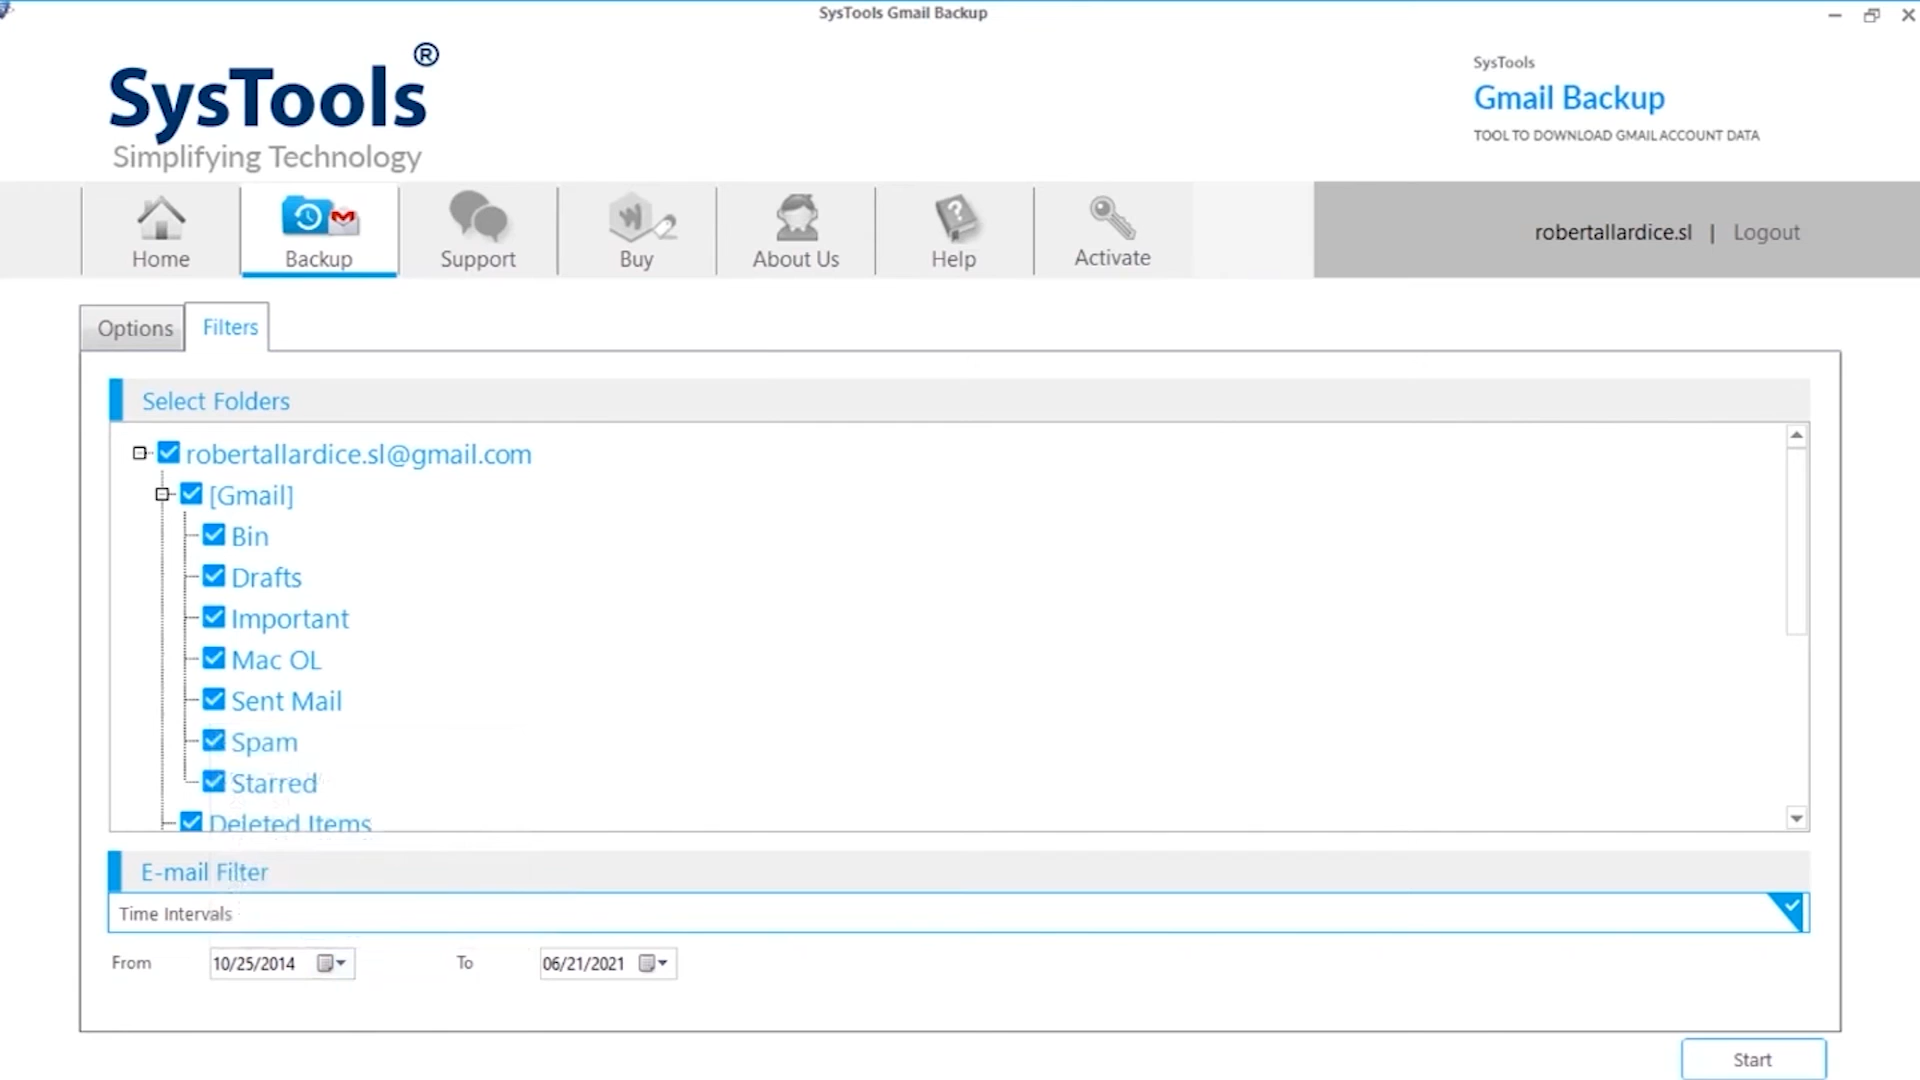 SysTools Gmail Backup
SysTools®
Simplifying Technology
SysTools
Gmail Backup
TOOL TO DOWNLOAD GMAIL ACCOUNT DATA
Home
Backup
Support
Buy
About Us
Help
Activate
robertallardice.sl | Logout
Options
Filters
Select Folders
robertallardice.sl@gmail.com
[Gmail]
Bin
Drafts
Important
Mac OL
Sent Mail
Spam
Starred
Deleted Items
E-mail Filter
Time Intervals
From 10/25/2014 To 06/21/2021
Start